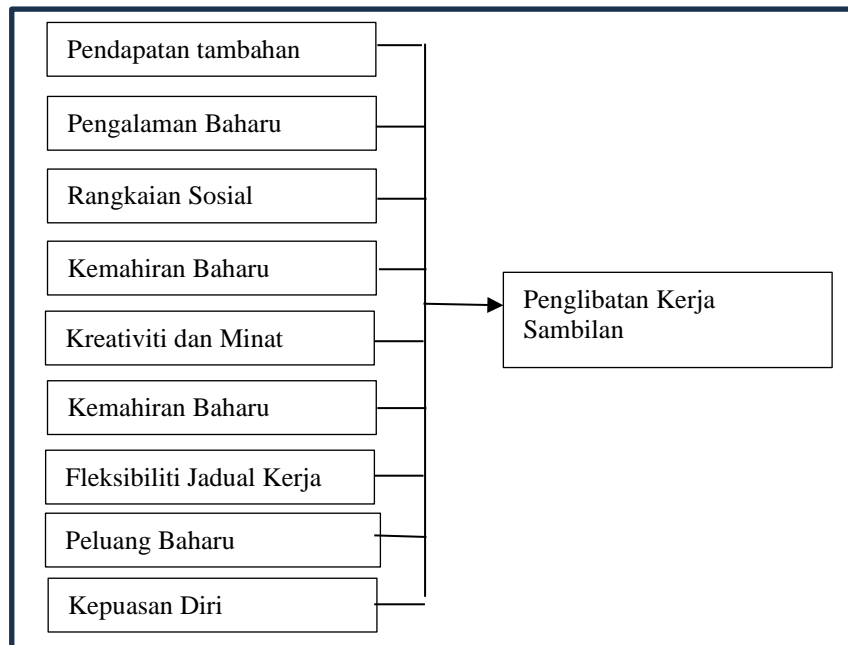 Pendapatan tambahan
Pengalaman Baharu
Rangkaian Sosial
Kemahiran Baharu
Kreativiti dan Minat
Kemahiran Baharu
Fleksibiliti Jadual Kerja
Peluang Baharu
Kepuasan Diri
Penglibatan Kerja
Sambilan